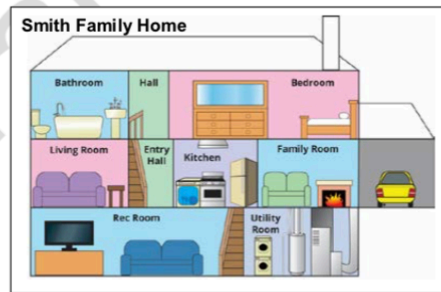 Smith Family Home
Bathroom
Hall
Bedroom
Living Room
Entry
Hall
Kitchen
Family Room
Rec Room
Utility
Room